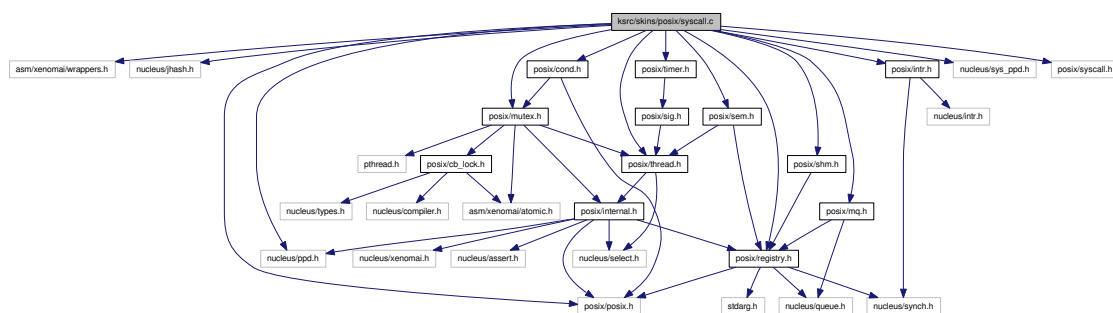 ksrc/skins/posix/syscall.c
asm/xenomai/wrappers.h
nucleus/jhash.h
posix/cond.h
posix/timer.h
posix/intr.h
nucleus/sys_ppd.h
posix/syscall.h
posix/mutex.h
posix/sig.h
posix/sem.h
nucleus/intr.h
pthread.h
posix/cb_lock.h
posix/thread.h
posix/shm.h
nucleus/types.h
nucleus/compiler.h
asm/xenomai/atomic.h
posix/internal.h
posix/mq.h
nucleus/ppd.h
nucleus/xenomai.h
nucleus/assert.h
nucleus/select.h
posix/registry.h
posix/posix.h
stdarg.h
nucleus/queue.h
nucleus/synch.h